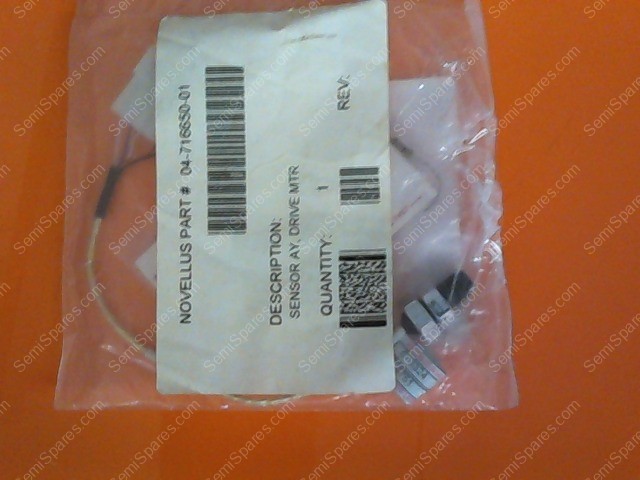 NOVELLUS PART # 04-716650-01
DESCRIPTION:
SENSOR AY, DRIVE MTR
QUANTITY: 1
REV:
SemiSpares.com